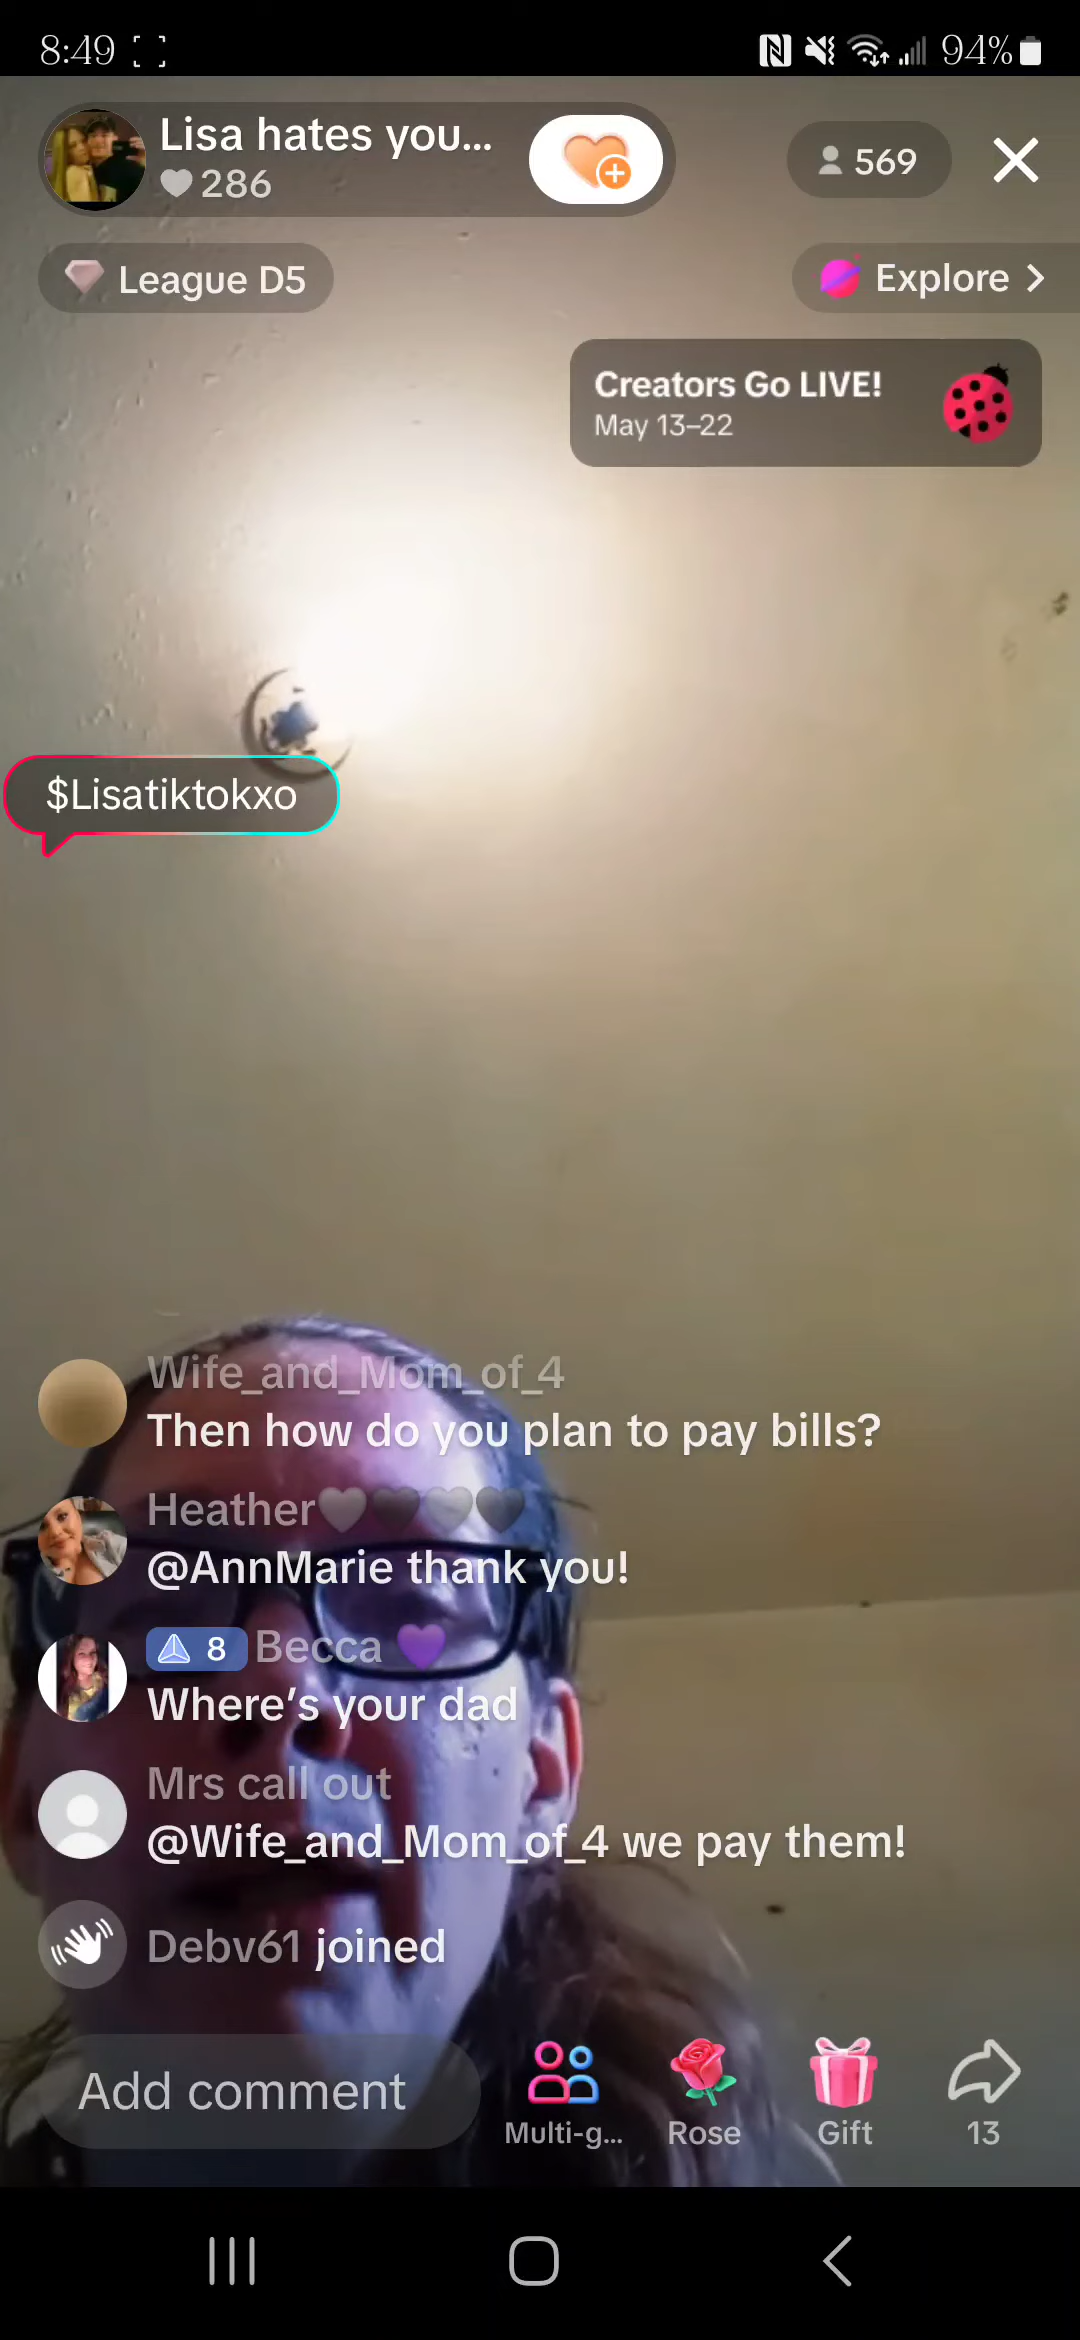 8:49
94%
Lisa hates you...
286
569
League D5
Explore
Creators Go LIVE!
May 13–22
$Lisatiktokxo
Wife_and_Mom_of_4
Then how do you plan to pay bills?
Heather
@AnnMarie thank you!
8 Becca
Where's your dad
Mrs call out
@Wife_and_Mom_of_4 we pay them!
Debv61 joined
Add comment
Multi-g...
Rose
Gift
13